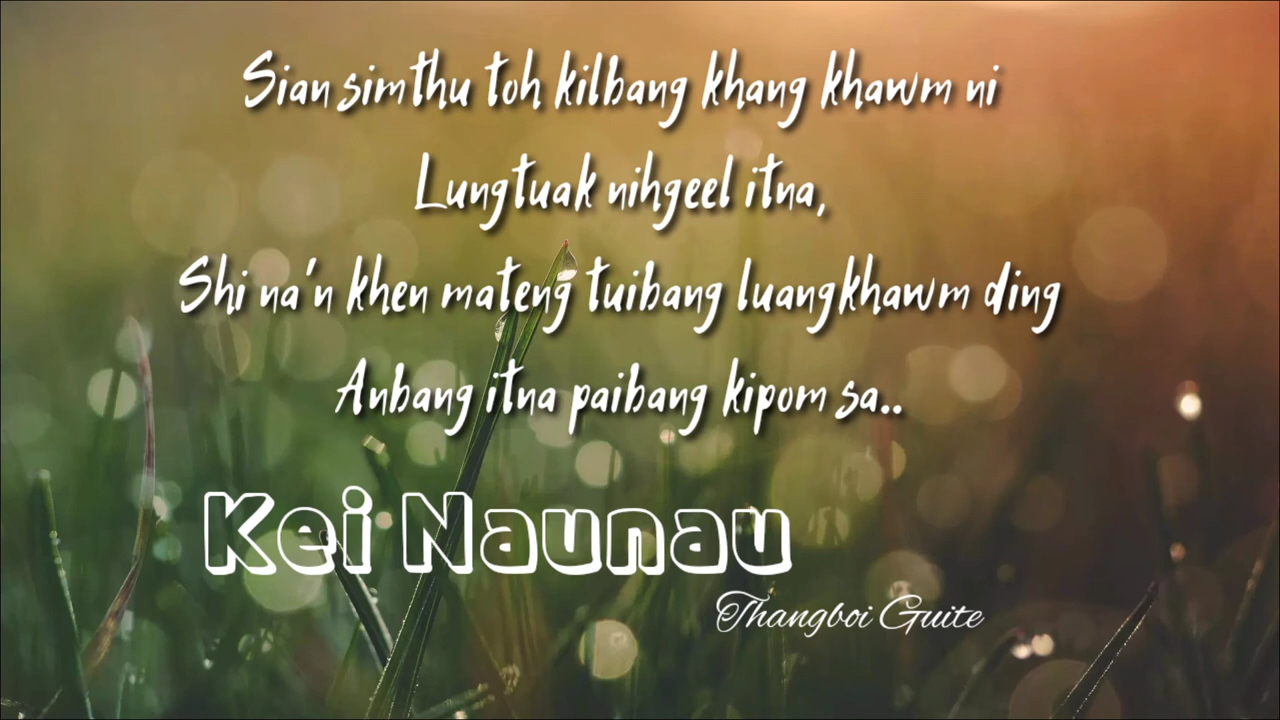 Sian simthu toh kilbang khang khawm ni
Lungtuak nihgeel itna,
Shi na'n khen mateng tuibang luangkhawm ding
Anbang itna paibang kipom sa..
Kei Naunau
Thangboi Guite